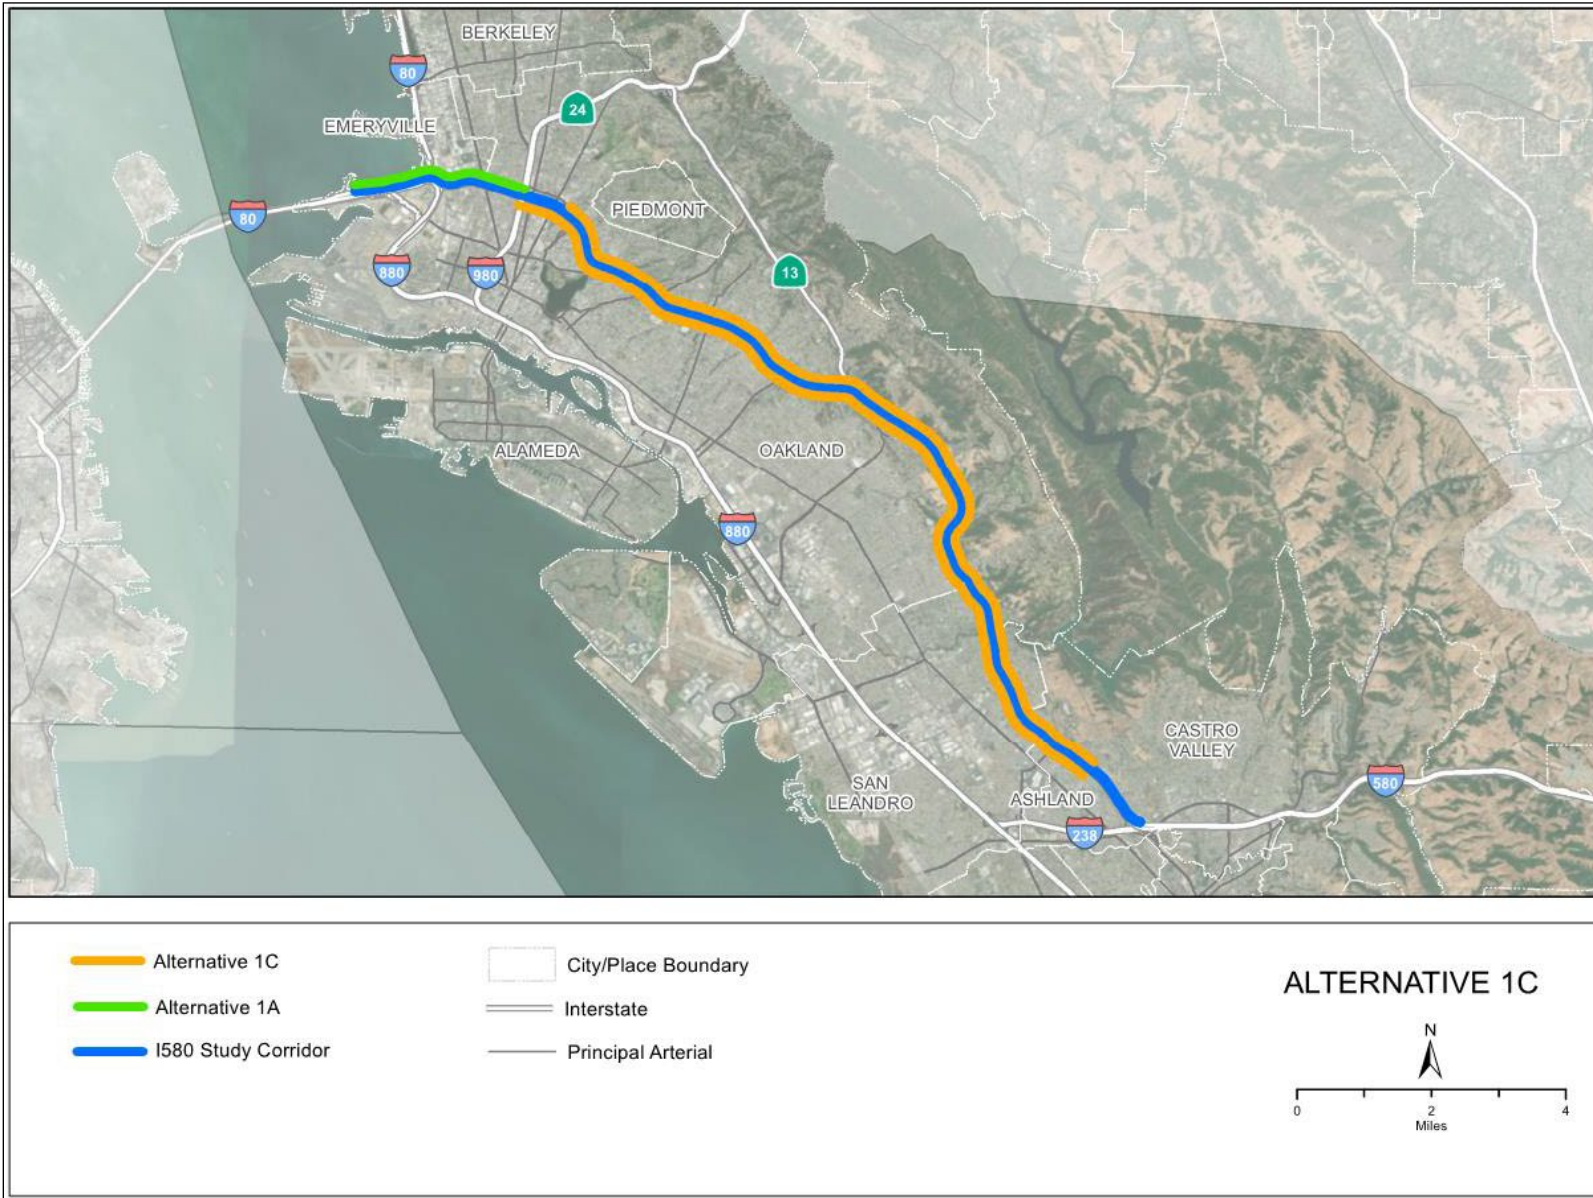 BERKELEY
80
24
EMERYVILLE
PIEDMONT
80
880
980
13
ALAMEDA
OAKLAND
880
CASTRO
VALLEY
SAN
LEANDRO
ASHLAND
580
238
Alternative 1C
Alternative 1A
I580 Study Corridor
City/Place Boundary
Interstate
Principal Arterial
ALTERNATIVE 1C
N
0 2 4
Miles